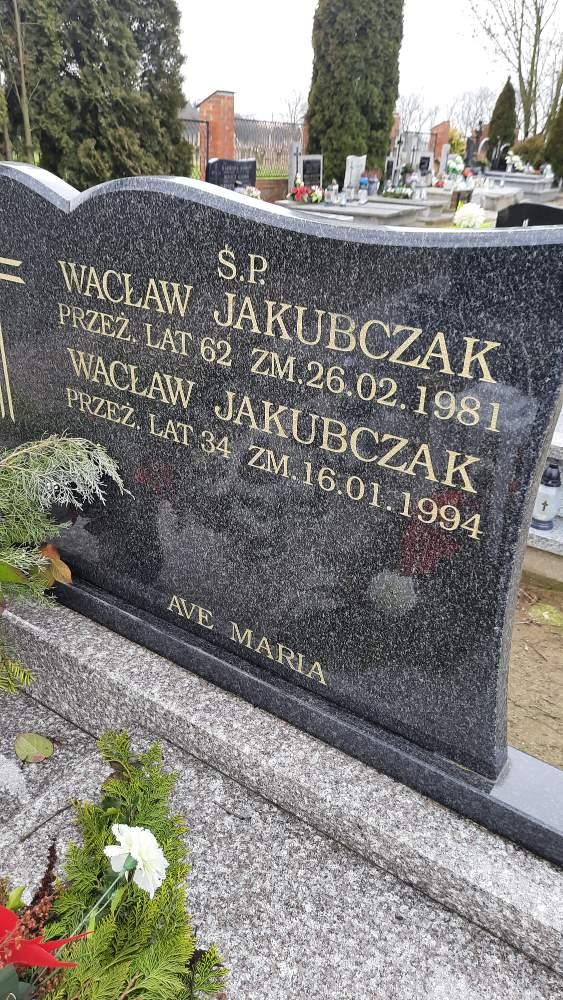 Ś.P.
WACŁAW JAKUBCZAK
PRZEŻ. LAT 62 ZM. 26.02.1981
WACŁAW JAKUBCZAK
PRZEŻ. LAT 34 ZM. 16.01.1994
AVE MARIA